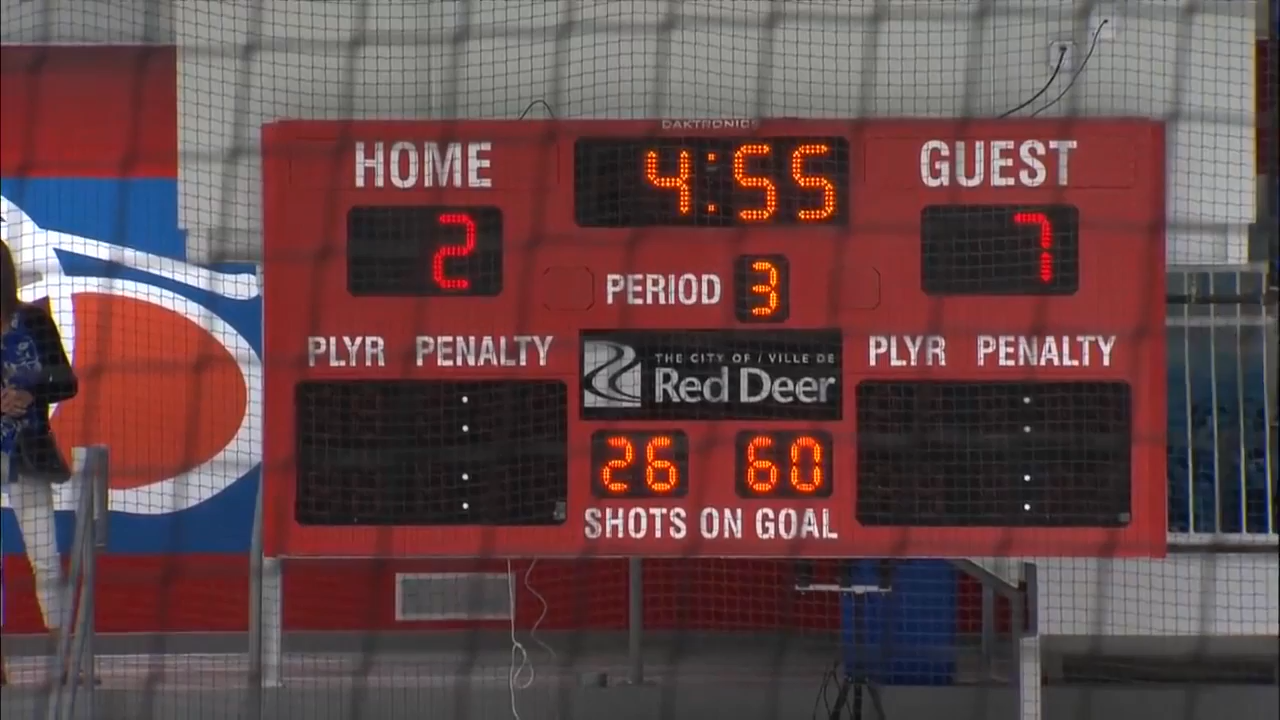 DAKTRONICS
HOME 4:55 GUEST
2 7
PERIOD 3
PLYR PENALTY PLYR PENALTY
THE CITY OF / VILLE DE
Red Deer
: :
: :
26 60
SHOTS ON GOAL